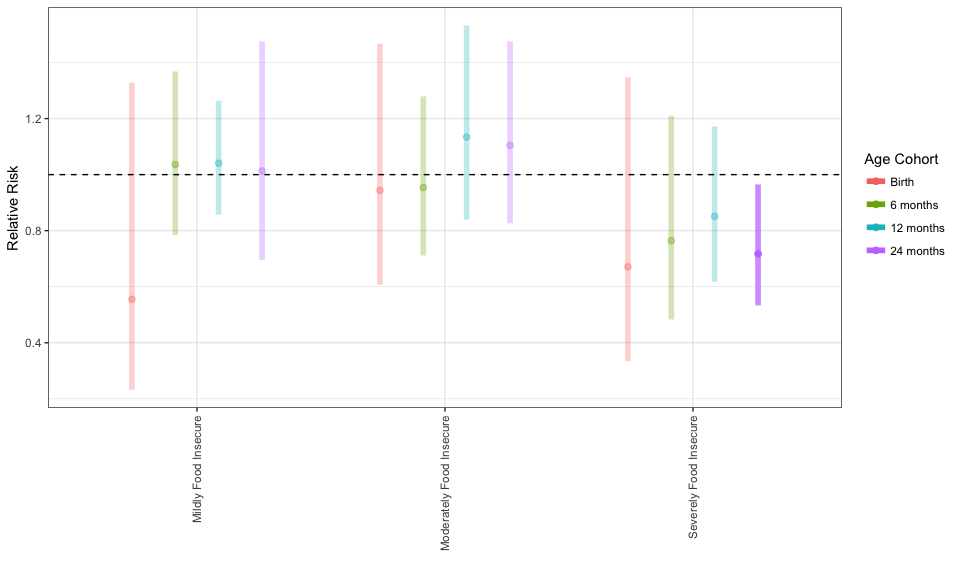 Relative Risk
1.2
0.8
0.4
Mildly Food Insecure
Moderately Food Insecure
Severely Food Insecure
Age Cohort
Birth
6 months
12 months
24 months